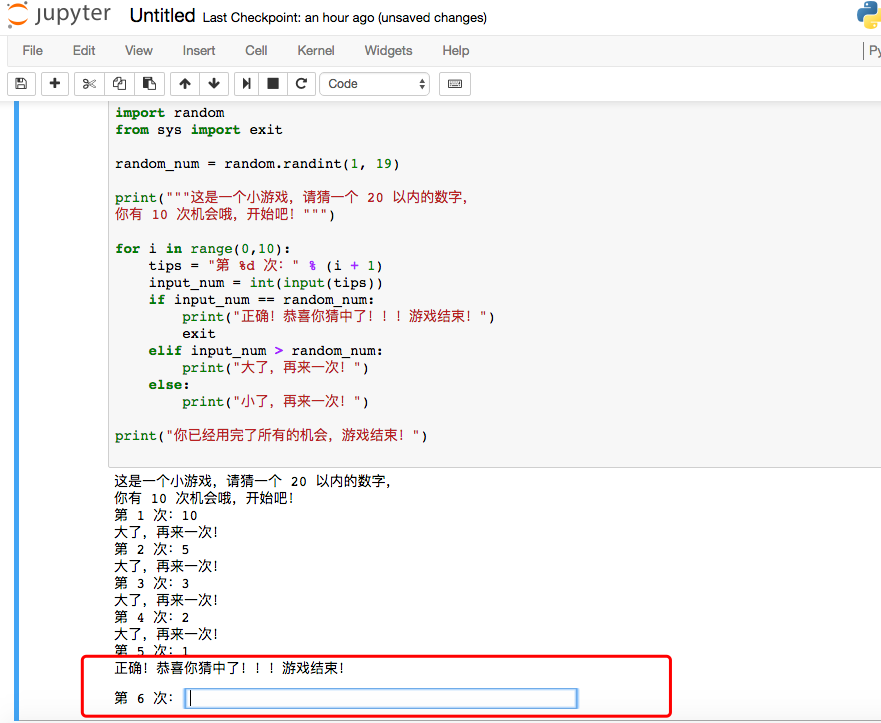 jupyter Untitled Last Checkpoint: an hour ago (unsaved changes)
File Edit View Insert Cell Kernel Widgets Help Py
Code
import random
from sys import exit
random_num = random.randint(1, 19)
print("""这是一个小游戏，请猜一个 20 以内的数字，
你有 10 次机会哦，开始吧！""")
for i in range(0,10):
    tips = "第 %d 次：" % (i + 1)
    input_num = int(input(tips))
    if input_num == random_num:
        print("正确！恭喜你猜中了！！！游戏结束！")
        exit
    elif input_num > random_num:
        print("大了，再来一次！")
    else:
        print("小了，再来一次！")
print("你已经用完了所有的机会，游戏结束！")
这是一个小游戏，请猜一个 20 以内的数字，
你有 10 次机会哦，开始吧！
第 1 次：10
大了，再来一次！
第 2 次：5
大了，再来一次！
第 3 次：3
大了，再来一次！
第 4 次：2
大了，再来一次！
第 5 次：1
正确！恭喜你猜中了！！！游戏结束！
第 6 次：